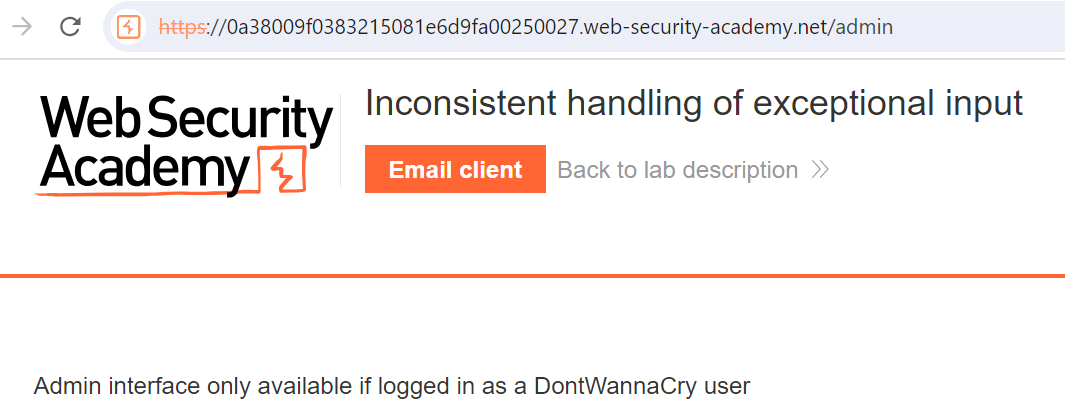 https://0a38009f0383215081e6d9fa00250027.web-security-academy.net/admin
Web Security
Academy
Inconsistent handling of exceptional input
Email client
Back to lab description
Admin interface only available if logged in as a DontWannaCry user